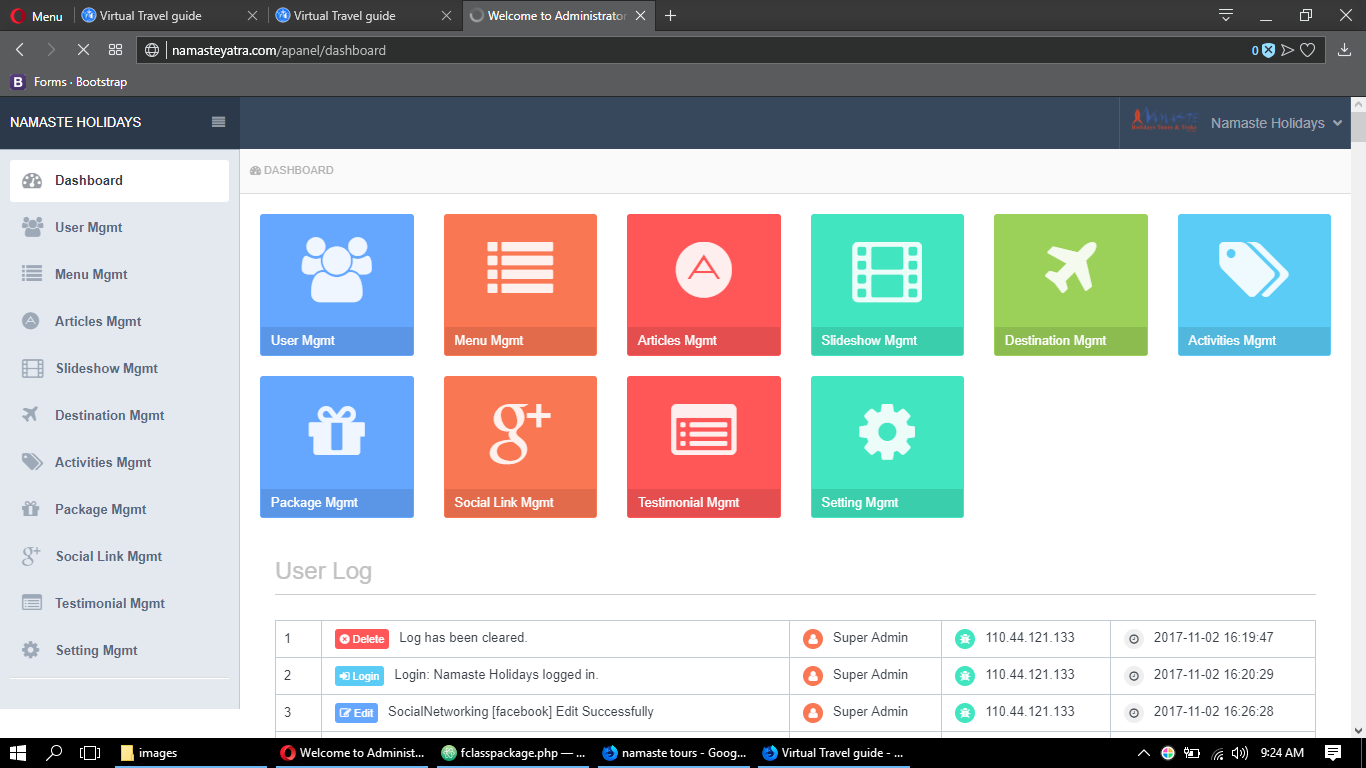 Menu
Virtual Travel guide
Virtual Travel guide
Welcome to Administrator
namasteyatra.com/apanel/dashboard
0
B Forms · Bootstrap
NAMASTE HOLIDAYS
Namaste Holidays
DASHBOARD
Dashboard
User Mgmt
Menu Mgmt
Articles Mgmt
Slideshow Mgmt
Destination Mgmt
Activities Mgmt
Package Mgmt
g+ Social Link Mgmt
Testimonial Mgmt
Setting Mgmt
User Mgmt
Menu Mgmt
Articles Mgmt
Slideshow Mgmt
Destination Mgmt
Activities Mgmt
g+
Package Mgmt
Social Link Mgmt
Testimonial Mgmt
Setting Mgmt
User Log
1 Delete Log has been cleared. Super Admin 110.44.121.133 2017-11-02 16:19:47
2 Login Login: Namaste Holidays logged in. Super Admin 110.44.121.133 2017-11-02 16:20:29
3 Edit SocialNetworking [facebook] Edit Successfully Super Admin 110.44.121.133 2017-11-02 16:26:28
images
Welcome to Administ...
fclasspackage.php — ...
namaste tours - Goog...
Virtual Travel guide - ...
9:24 AM